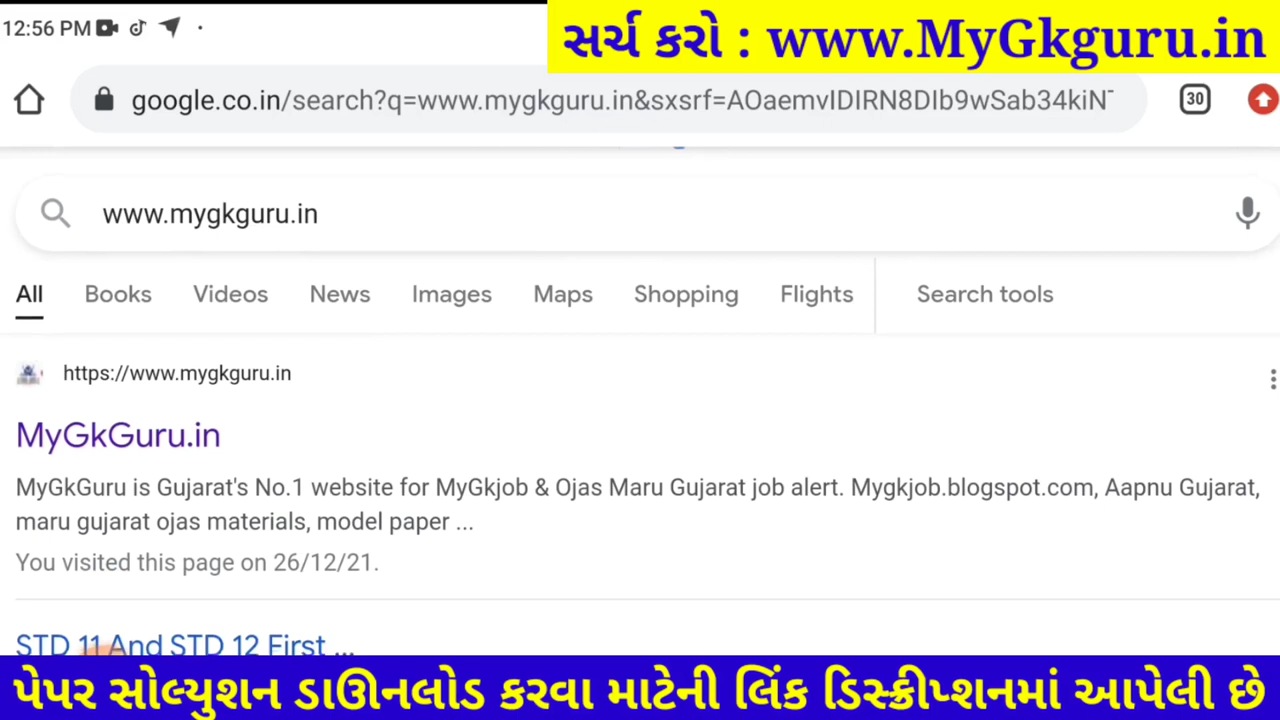 12:56 PM
સર્ચ કરો : www.MyGkguru.in
google.co.in/search?q=www.mygkguru.in&sxsrf=AOaemvIDIRN8DIb9wSab34kiN
30
www.mygkguru.in
All Books Videos News Images Maps Shopping Flights Search tools
https://www.mygkguru.in
MyGkGuru.in
MyGkGuru is Gujarat's No.1 website for MyGkjob & Ojas Maru Gujarat job alert. Mygkjob.blogspot.com, Aapnu Gujarat,
maru gujarat ojas materials, model paper ...
You visited this page on 26/12/21.
STD 11 And STD 12 First ...
પેપર સોલ્યુશન ડાઊનલોડ કરવા માટેની લિંક ડિસ્ક્રીપ્શનમાં આપેલી છે